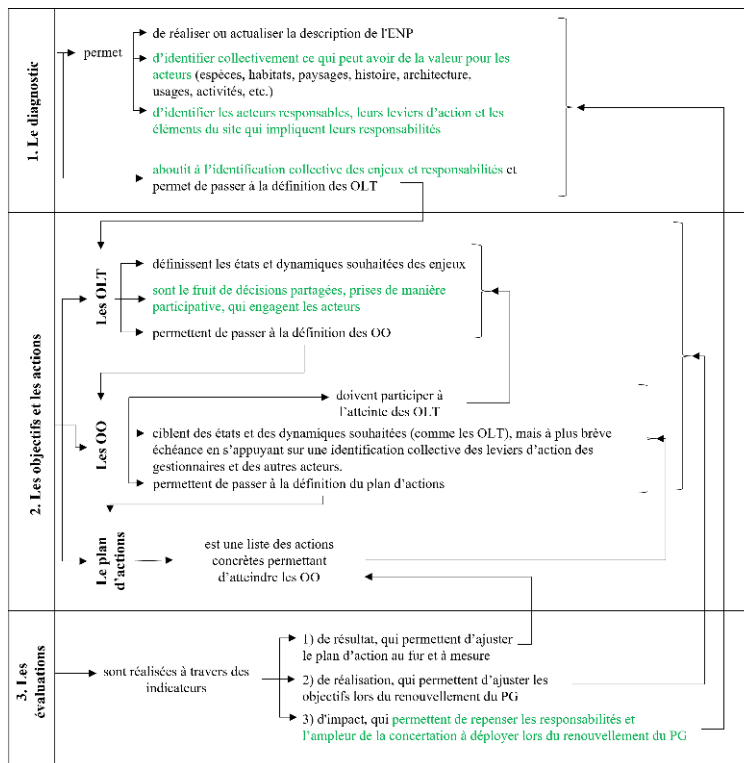 1. Le diagnostic
permet
de réaliser ou actualiser la description de l'ENP
d'identifier collectivement ce qui peut avoir de la valeur pour les
acteurs (espèces, habitats, paysages, histoire, architecture,
usages, activités, etc.)
d'identifier les acteurs responsables, leurs leviers d'action et les
éléments du site qui impliquent leurs responsabilités
aboutit à l'identification collective des enjeux et responsabilités et
permet de passer à la définition des OLT
2. Les objectifs et les actions
Les OLT
définissent les états et dynamiques souhaitées des enjeux
sont le fruit de décisions partagées, prises de manière
participative, qui engagent les acteurs
permettent de passer à la définition des OO
Les OO
doivent participer à
l'atteinte des OLT
ciblent des états et des dynamiques souhaitées (comme les OLT), mais à plus brève
échéance en s'appuyant sur une identification collective des leviers d'action des
gestionnaires et des autres acteurs.
permettent de passer à la définition du plan d'actions
Le plan
d'actions
est une liste des actions
concrètes permettant
d'atteindre les OO
3. Les
évaluations
sont réalisées à travers des
indicateurs
1) de résultat, qui permettent d'ajuster
le plan d'action au fur et à mesure
2) de réalisation, qui permettent d'ajuster les
objectifs lors du renouvellement du PG
3) d'impact, qui permettent de repenser les responsabilités et
l'ampleur de la concertation à déployer lors du renouvellement du PG